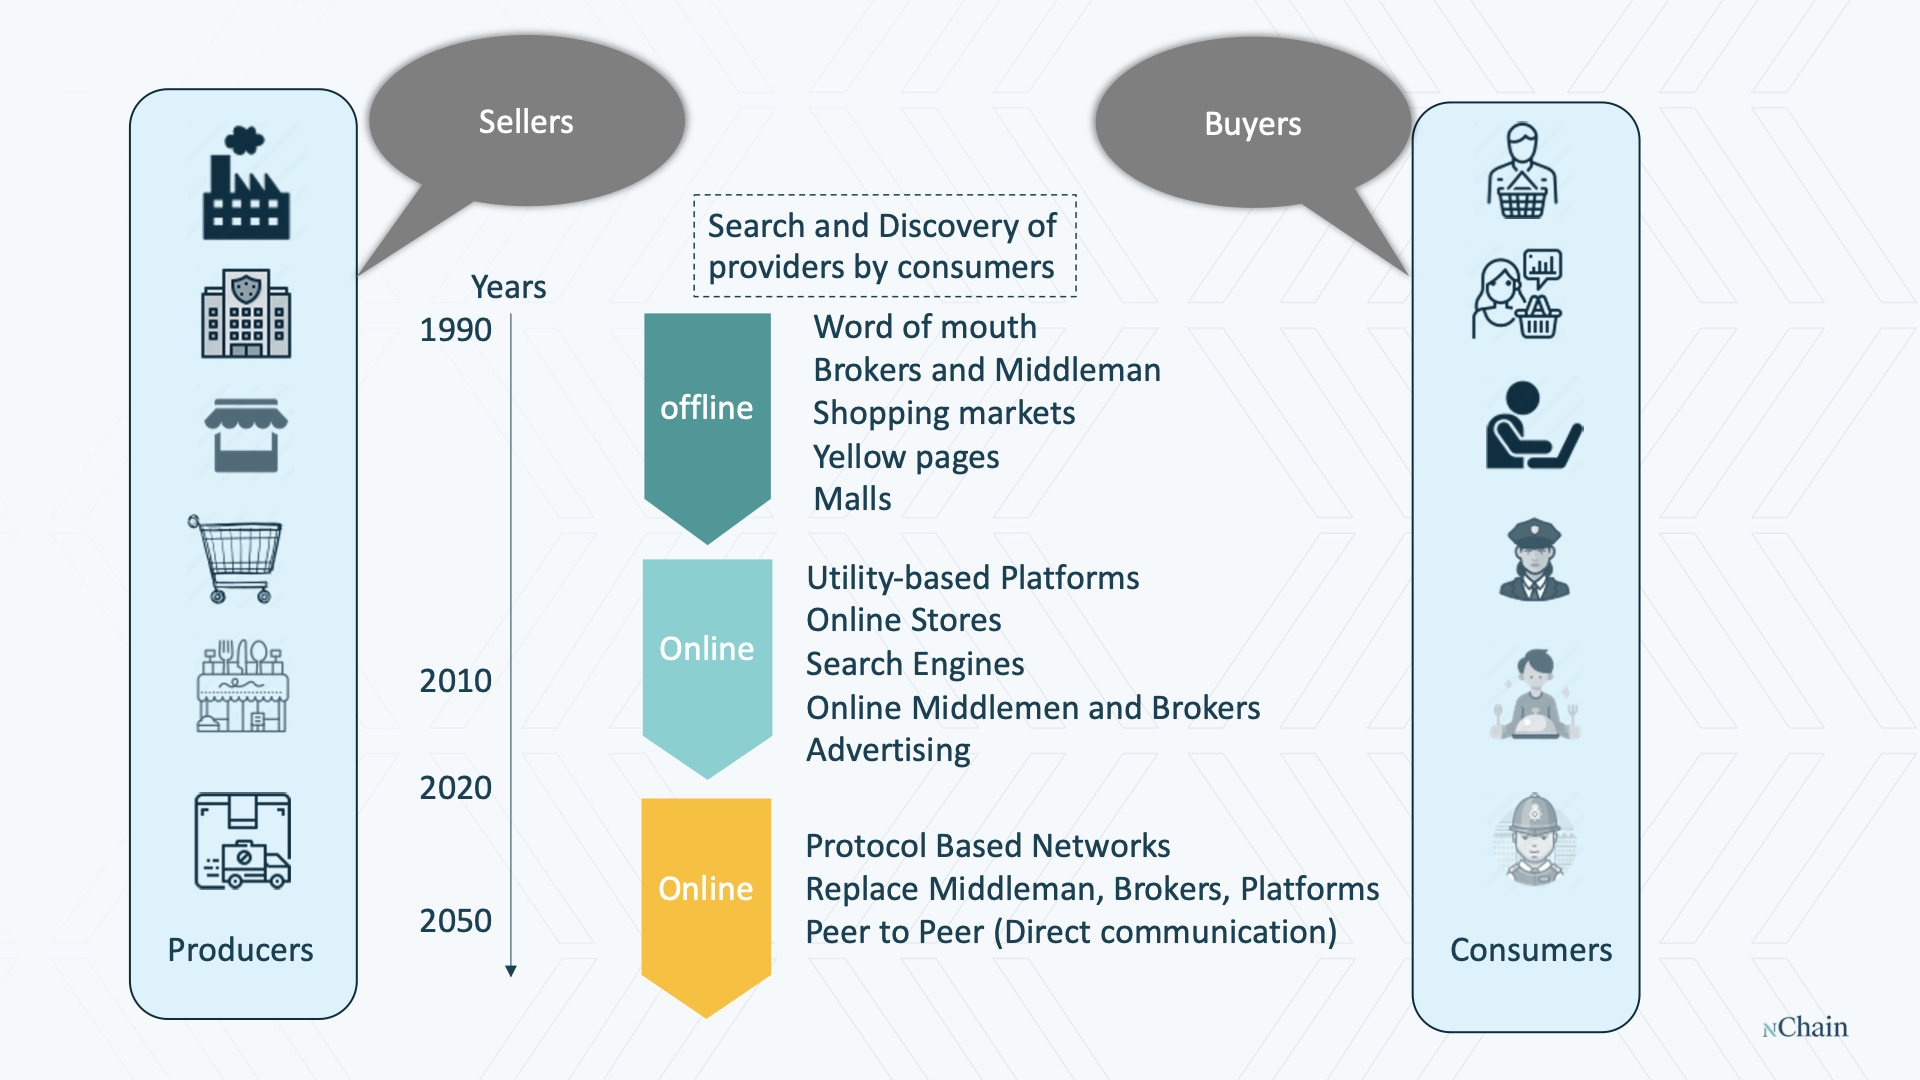 Sellers
Buyers
Search and Discovery of
providers by consumers
Years
1990
2010
2020
2050
offline
Word of mouth
Brokers and Middleman
Shopping markets
Yellow pages
Malls
Online
Utility-based Platforms
Online Stores
Search Engines
Online Middlemen and Brokers
Advertising
Online
Protocol Based Networks
Replace Middleman, Brokers, Platforms
Peer to Peer (Direct communication)
Producers
Consumers
nChain